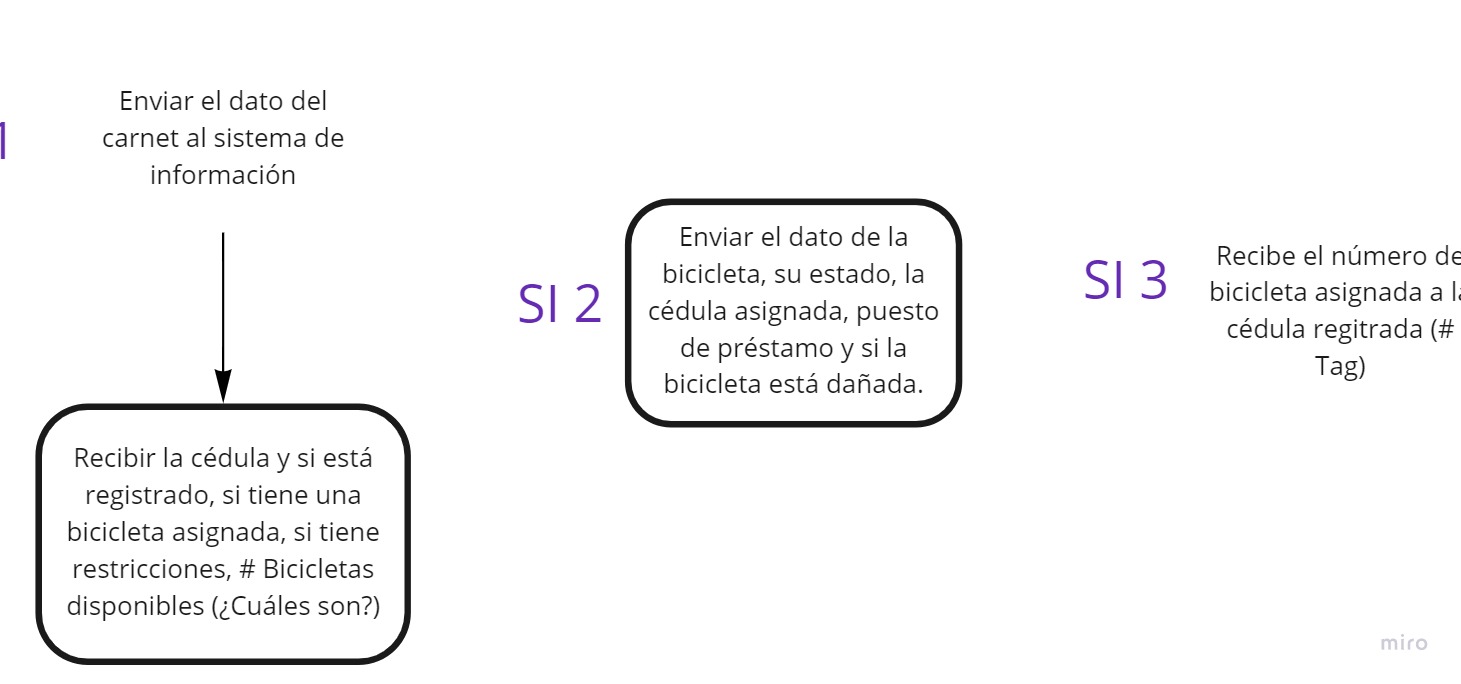 1
Enviar el dato del
carnet al sistema de
información
Recibir la cédula y si está
registrado, si tiene una
bicicleta asignada, si tiene
restricciones, # Bicicletas
disponibles (¿Cuáles son?)
SI 2
Enviar el dato de la
bicicleta, su estado, la
cédula asignada, puesto
de préstamo y si la
bicicleta está dañada.
SI 3
Recibe el número de
bicicleta asignada a la
cédula regitrada (#
Tag)
miro